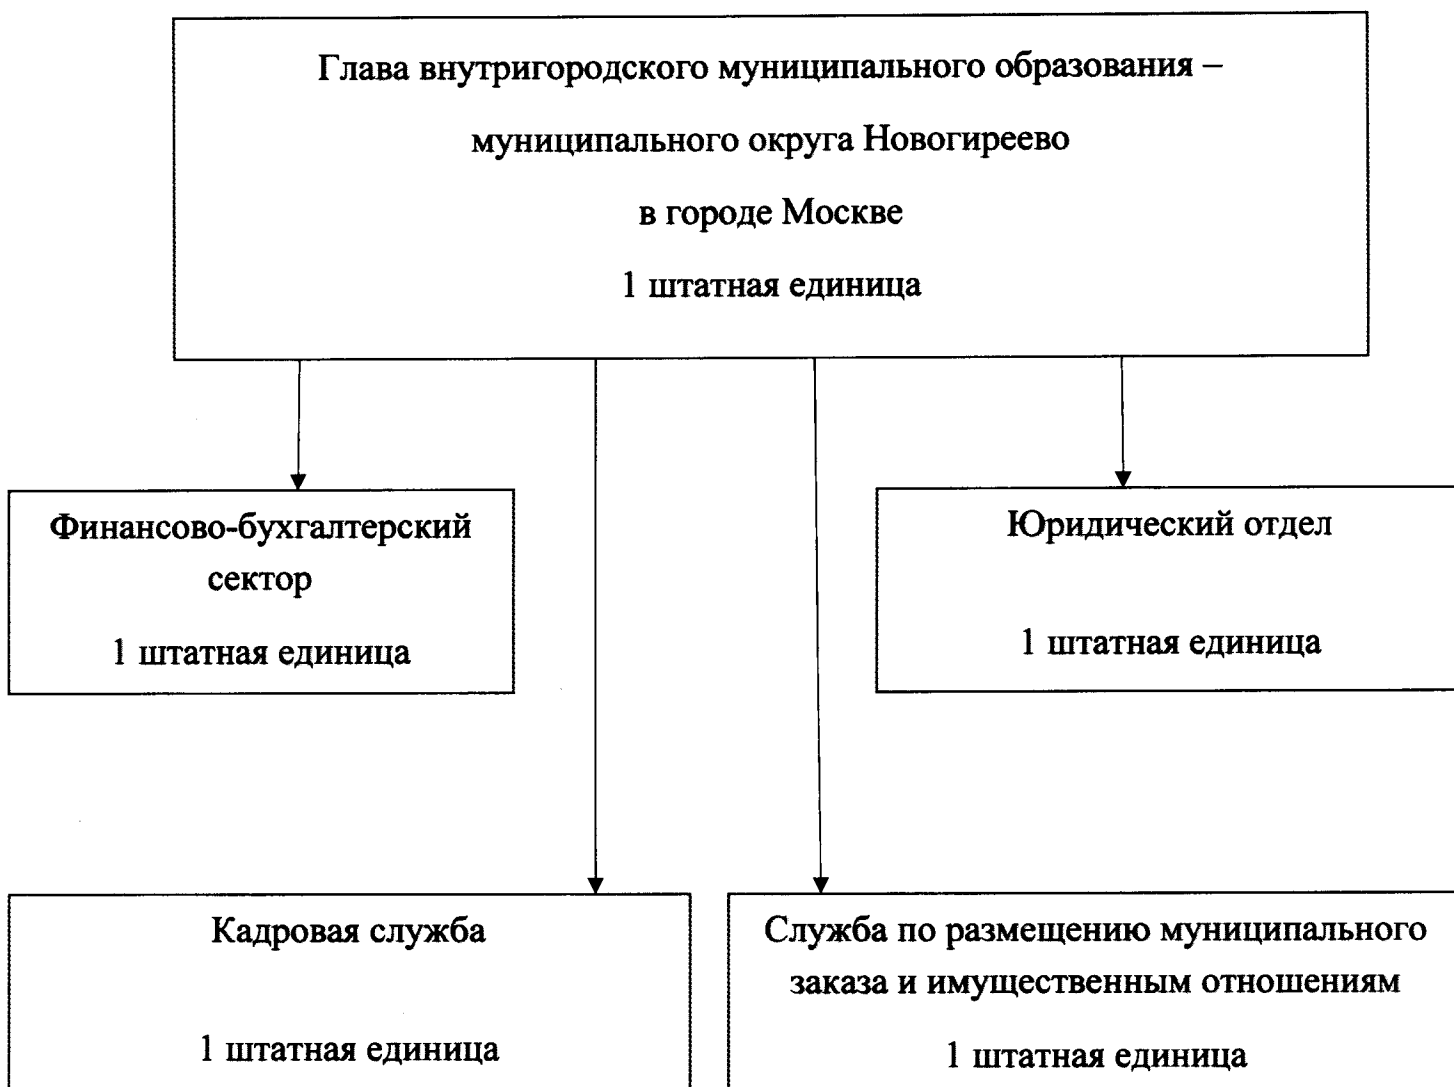 Глава внутригородского муниципального образования –
муниципального округа Новогиреево
в городе Москве
1 штатная единица
Финансово-бухгалтерский
сектор
1 штатная единица
Юридический отдел
1 штатная единица
Кадровая служба
1 штатная единица
Служба по размещению муниципального
заказа и имущественным отношениям
1 штатная единица